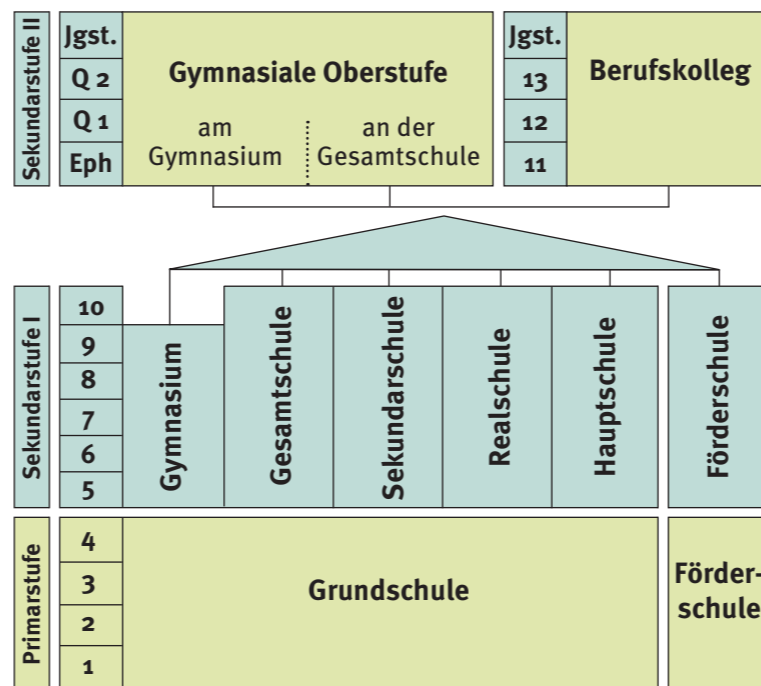 Sekundarstufe II
Jgst.
Q 2
Q 1
Eph
Gymnasiale Oberstufe
am
Gymnasium
an der
Gesamtschule
Jgst.
13
12
11
Berufskolleg
Sekundarstufe I
10
9
8
7
6
5
Gymnasium
Gesamtschule
Sekundarschule
Realschule
Hauptschule
Förderschule
Primarstufe
4
3
2
1
Grundschule
Förder-
schule